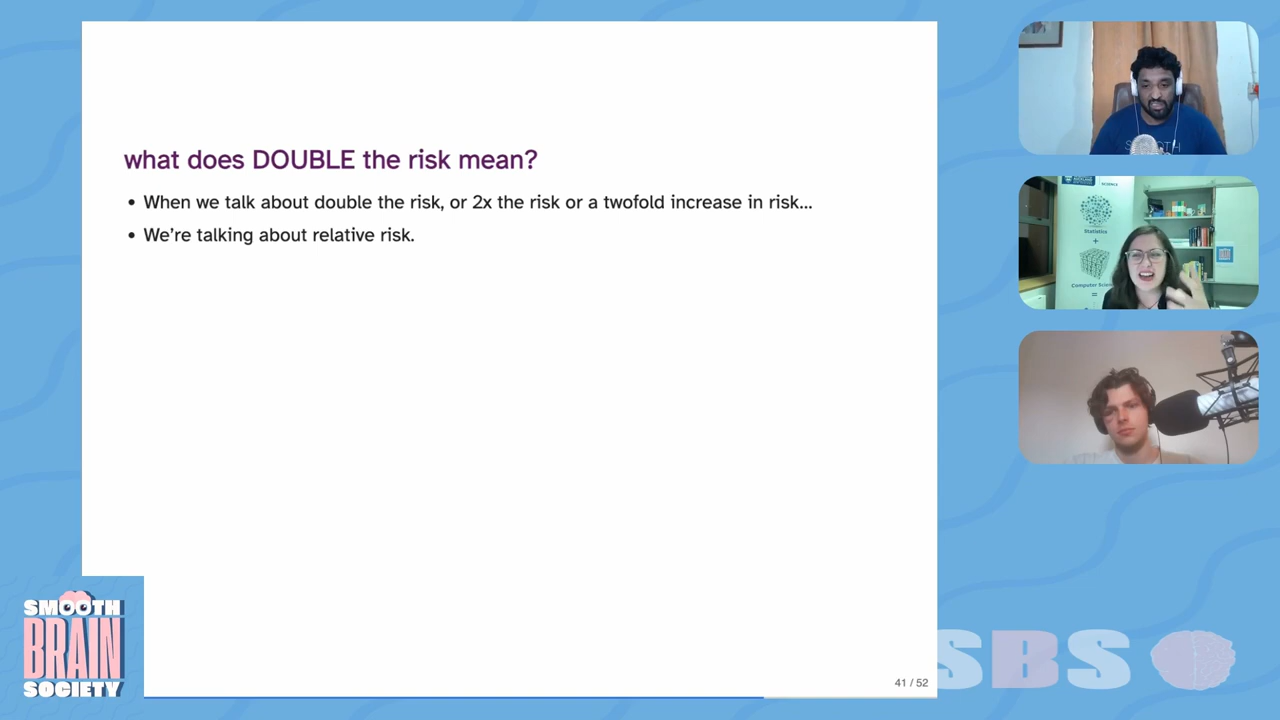 what does DOUBLE the risk mean?
• When we talk about double the risk, or 2x the risk or a twofold increase in risk...
• We're talking about relative risk.
41 / 52
SMOOTH
BRAIN
SOCIETY
SBS
SCIENCE
Statistics
+
Computer Scien
=